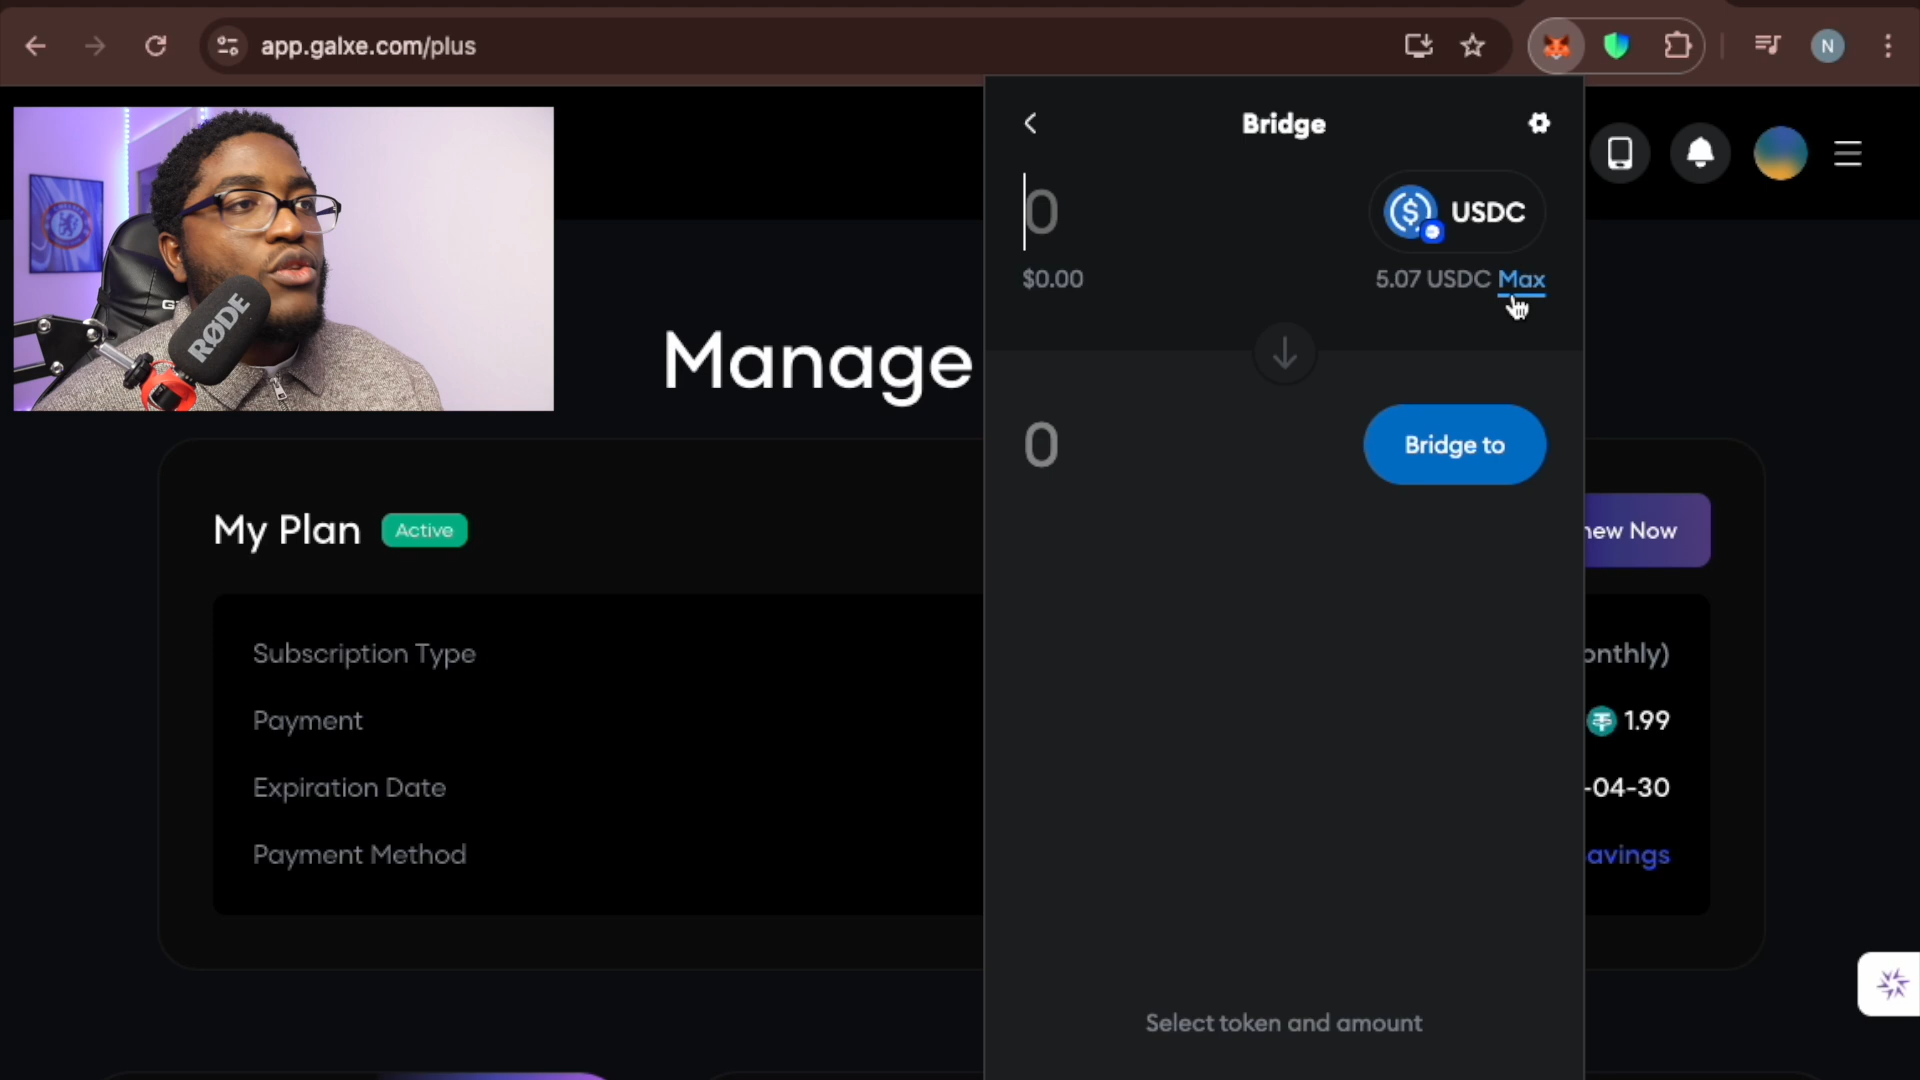 app.galxe.com/plus
N
Bridge
0
USDC
$0.00
5.07 USDC Max
Manage
0
Bridge to
My Plan
Active
new Now
Subscription Type
onthly)
Payment
1.99
Expiration Date
-04-30
Payment Method
avings
Select token and amount
RØDE